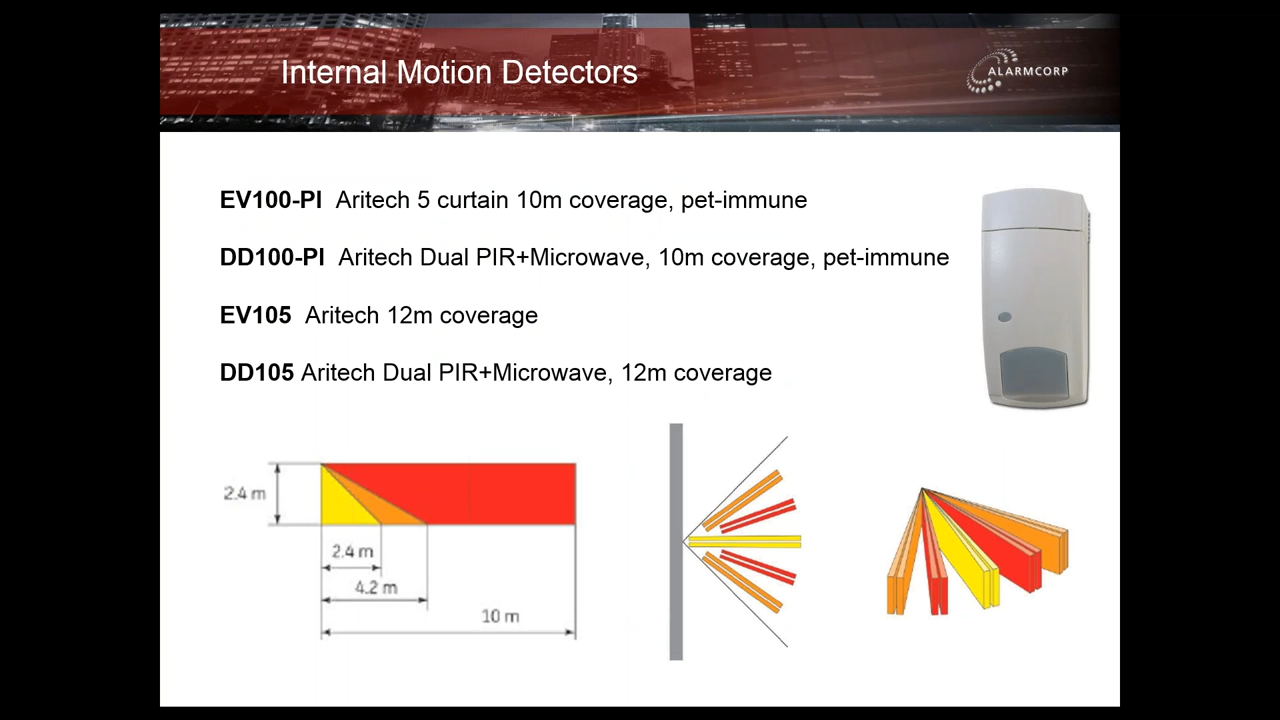 Internal Motion Detectors
ALARMCORP
EV100-PI Aritech 5 curtain 10m coverage, pet-immune
DD100-PI Aritech Dual PIR+Microwave, 10m coverage, pet-immune
EV105 Aritech 12m coverage
DD105 Aritech Dual PIR+Microwave, 12m coverage
2.4 m
2.4 m
4.2 m
10 m